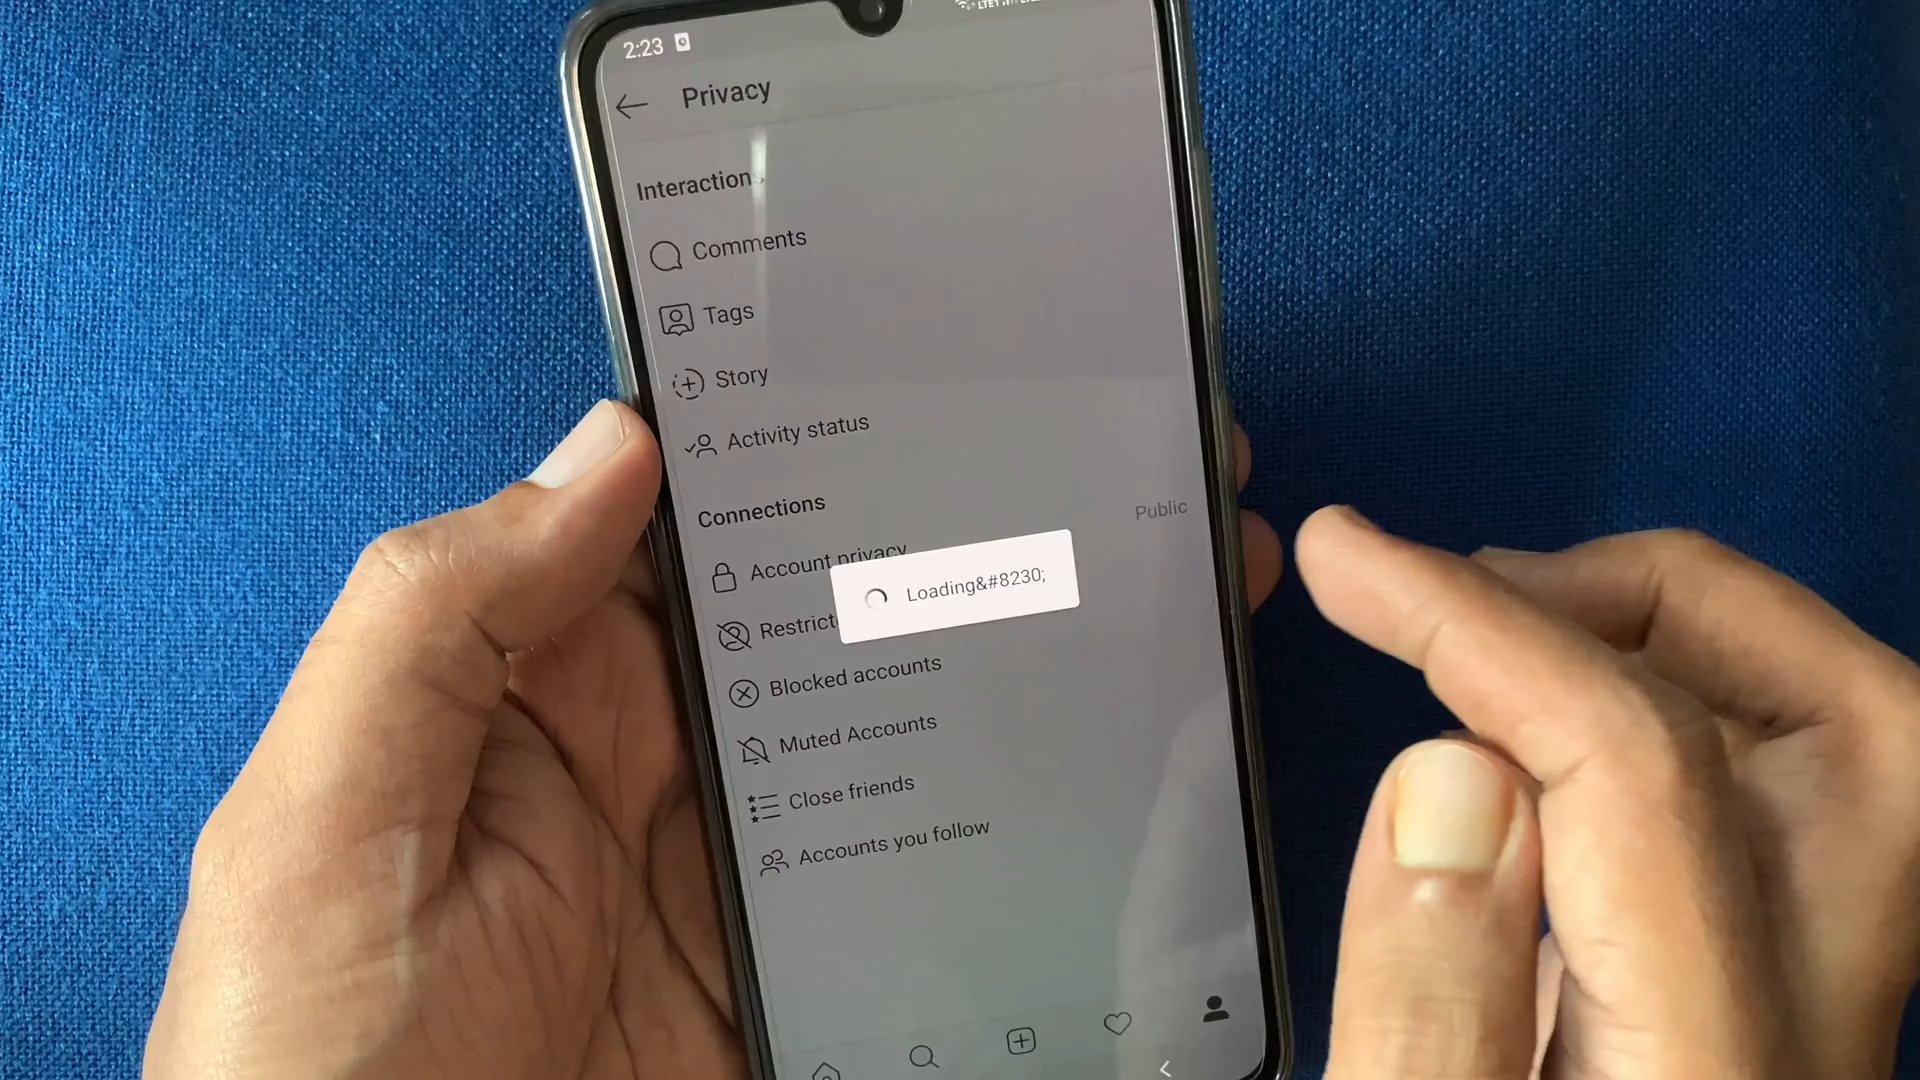 2:23
Privacy
Interactions
Comments
Tags
Story
Activity status
Connections
Account privacy
Public
Loading&#8230;
Restrict
Blocked accounts
Muted Accounts
Close friends
Accounts you follow